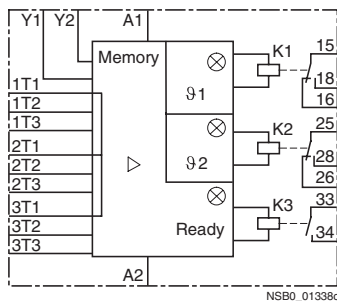 Y1 Y2 A1
Memory K1 15
1T1 ϑ1 18
1T2 16
1T3 K2 25
2T1 ϑ2 28
2T2 26
2T3 K3 33
3T1 Ready 34
3T2
3T3
A2
NSB0_01338c